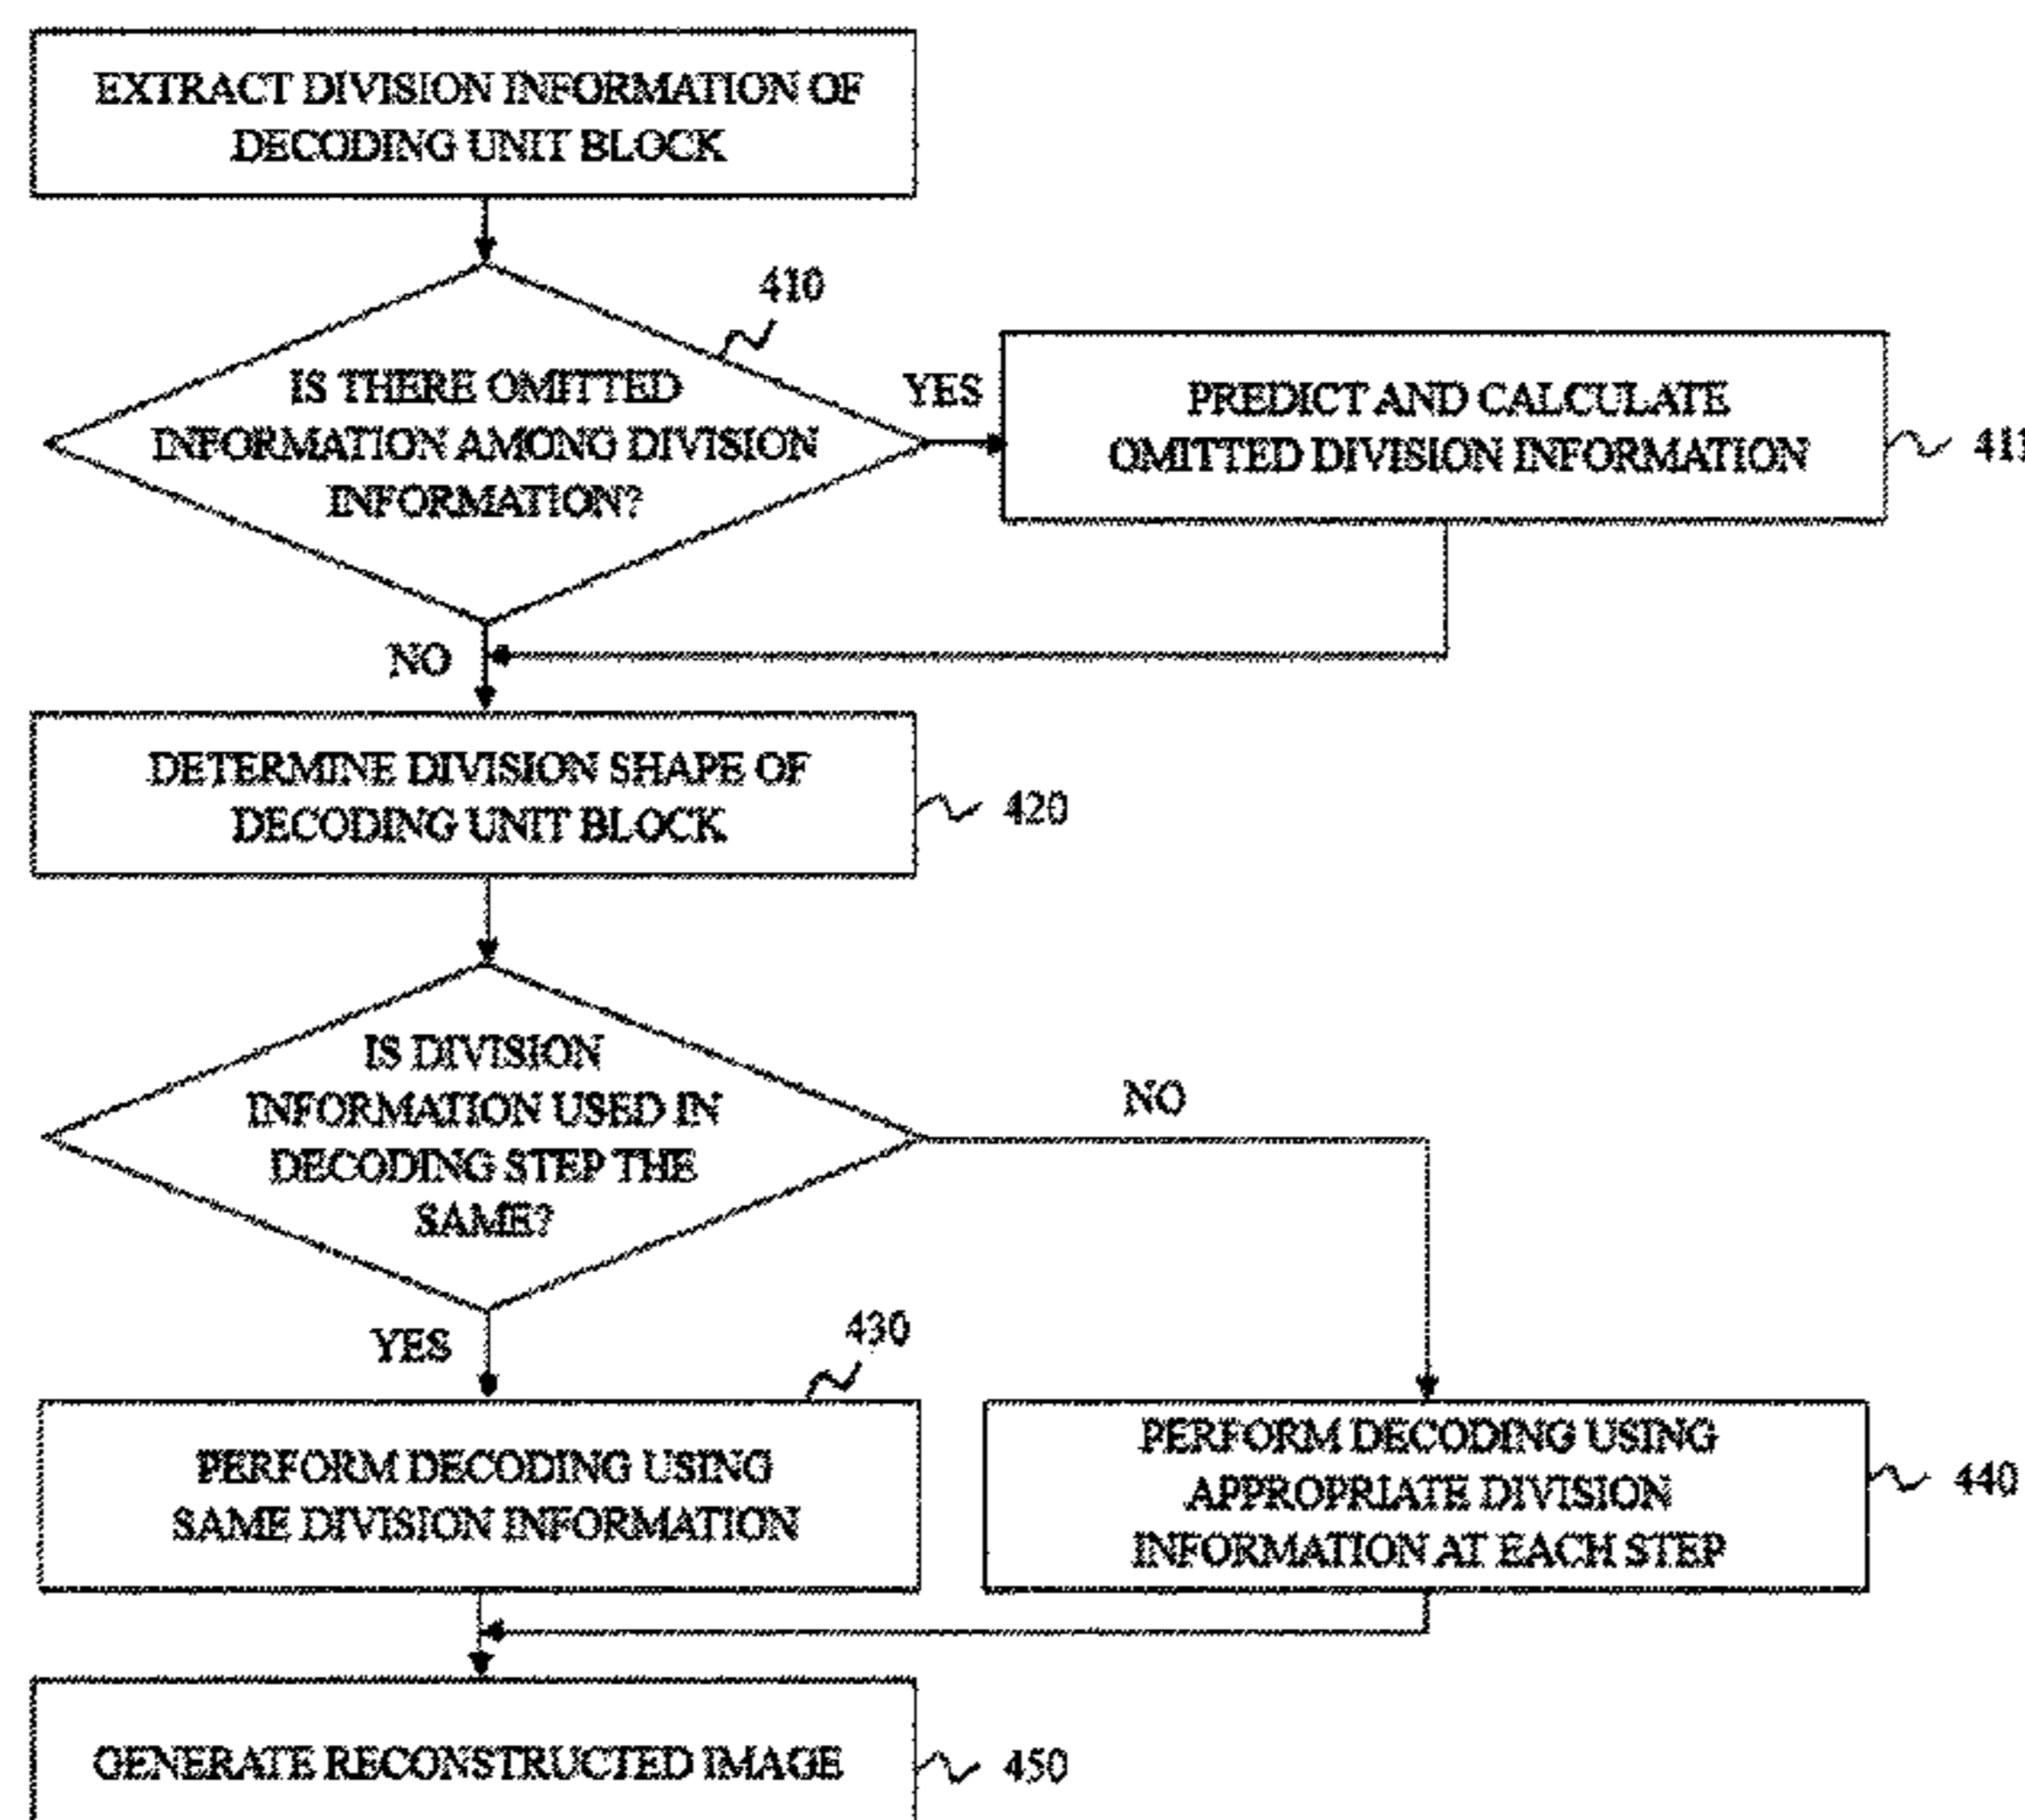 EXTRACT DIVISION INFORMATION OF
DECODING UNIT BLOCK
410
IS THERE OMITTED
INFORMATION AMONG DIVISION
INFORMATION?
YES
PREDICT AND CALCULATE
OMITTED DIVISION INFORMATION
411
NO
DETERMINE DIVISION SHAPE OF
DECODING UNIT BLOCK
420
IS DIVISION
INFORMATION USED IN
DECODING STEP THE
SAME?
NO
YES
430
PERFORM DECODING USING
SAME DIVISION INFORMATION
PERFORM DECODING USING
APPROPRIATE DIVISION
INFORMATION AT EACH STEP
440
GENERATE RECONSTRUCTED IMAGE
450